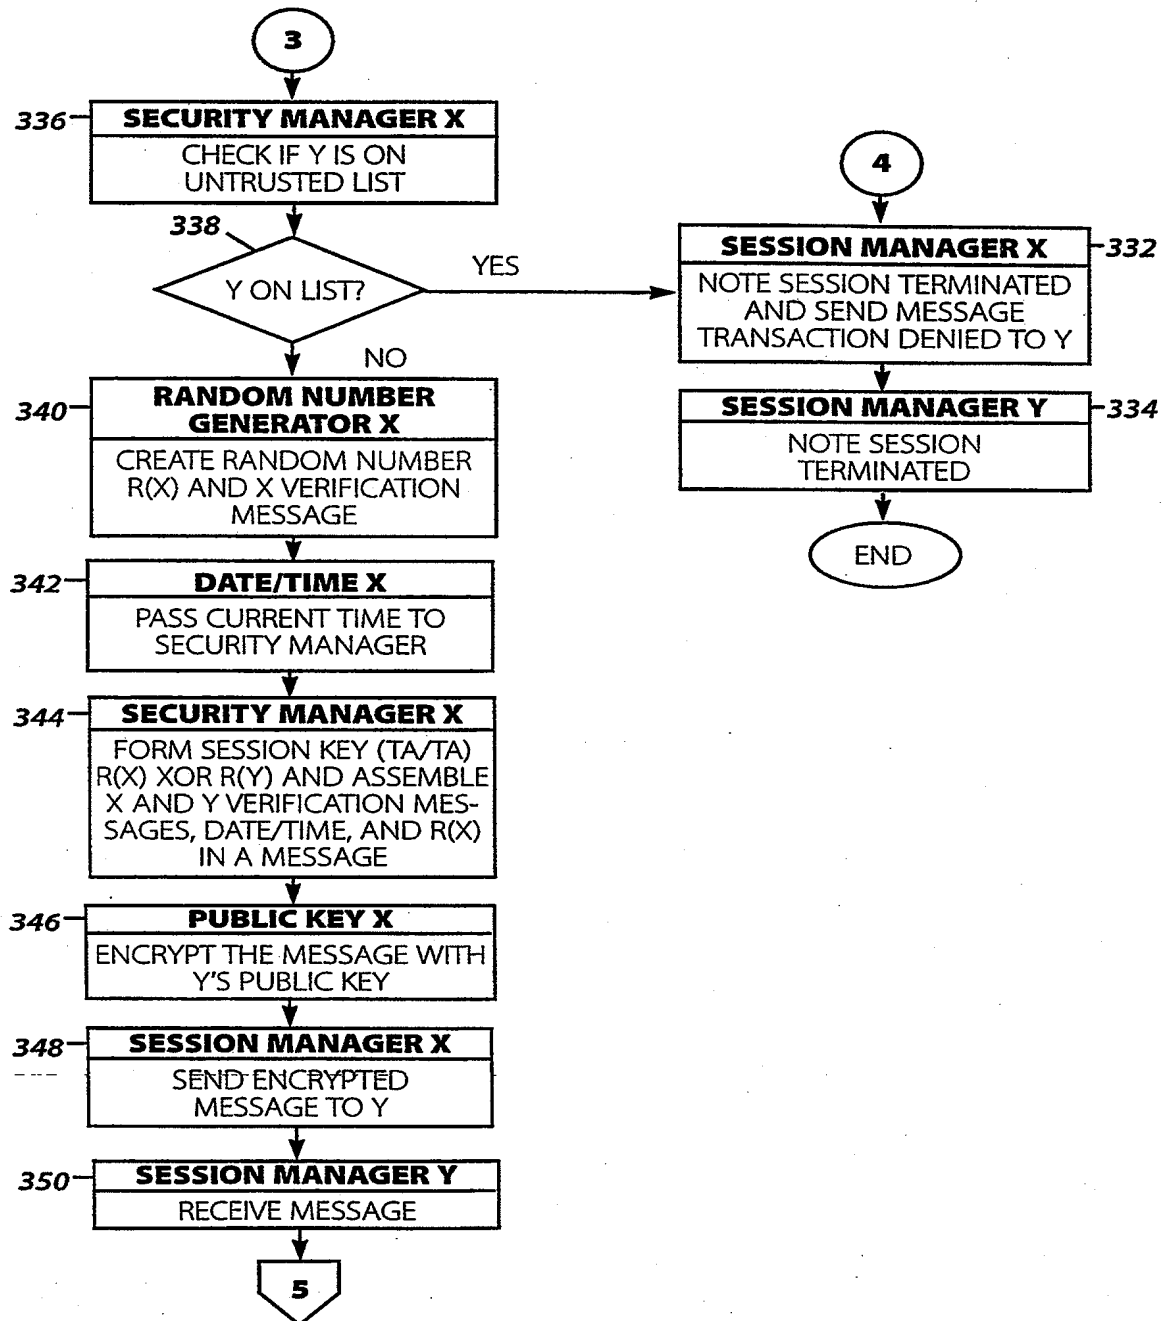 3
336
SECURITY MANAGER X
CHECK IF Y IS ON
UNTRUSTED LIST
338
Y ON LIST?
YES
NO
340
RANDOM NUMBER
GENERATOR X
CREATE RANDOM NUMBER
R(X) AND X VERIFICATION
MESSAGE
342
DATE/TIME X
PASS CURRENT TIME TO
SECURITY MANAGER
344
SECURITY MANAGER X
FORM SESSION KEY (TA/TA)
R(X) XOR R(Y) AND ASSEMBLE
X AND Y VERIFICATION MES-
SAGES, DATE/TIME, AND R(X)
IN A MESSAGE
346
PUBLIC KEY X
ENCRYPT THE MESSAGE WITH
Y'S PUBLIC KEY
348
SESSION MANAGER X
SEND ENCRYPTED
MESSAGE TO Y
350
SESSION MANAGER Y
RECEIVE MESSAGE
5
4
SESSION MANAGER X
332
NOTE SESSION TERMINATED
AND SEND MESSAGE
TRANSACTION DENIED TO Y
SESSION MANAGER Y
334
NOTE SESSION
TERMINATED
END